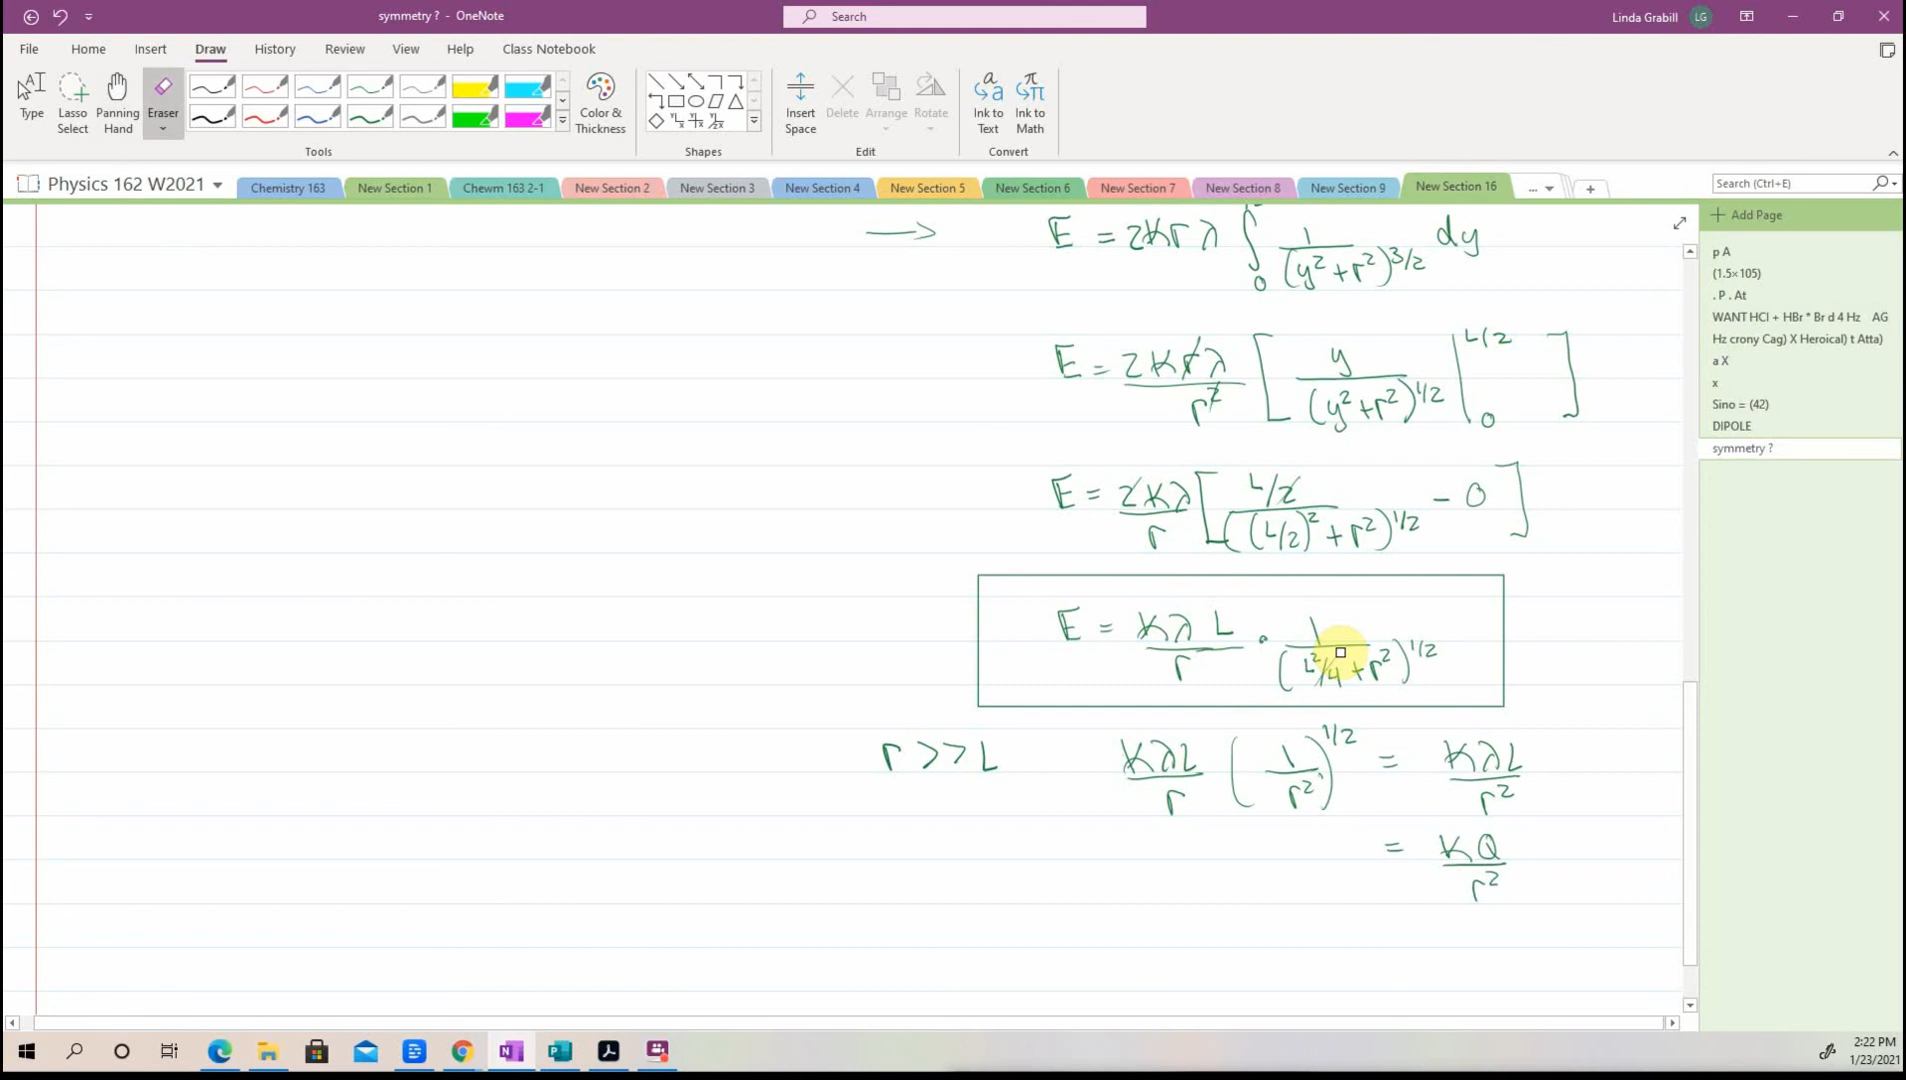 symmetry ? - OneNote
Search
Linda Grabill LG
File Home Insert Draw History Review View Help Class Notebook
Type Lasso Select Panning Hand Eraser Color & Thickness Insert Space Delete Arrange Rotate Ink to Text Ink to Math
Tools Shapes Edit Convert
Physics 162 W2021 Chemistry 163 New Section 1 Chewm 163 2-1 New Section 2 New Section 3 New Section 4 New Section 5 New Section 6 New Section 7 New Section 8 New Section 9 New Section 16 ... Search (Ctrl+E)
Add Page
p A
(1.5×105)
. P . At
WANT HCl + HBr * Br d 4 Hz AG
Hz crony Cag) X Heroical) t Atta)
a X
x
Sino = (42)
DIPOLE
symmetry ?
→ E = 2krλ ∫₀ 1/(y²+r²)^3/2 dy
E = 2krλ/r² [ y/(y²+r²)^1/2 |₀^L/2 ]
E = 2kλ/r [ L/2/((L/2)²+r²)^1/2 - 0 ]
E = kλL/r · 1/(L²/4+r²)^1/2
r >> L kλL/r (1/r²)^1/2 = kλL/r²
= kQ/r²
2:22 PM
1/23/2021